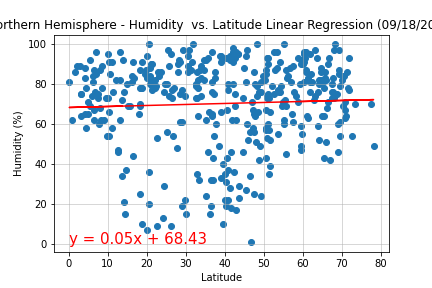 orthern Hemisphere - Humidity vs. Latitude Linear Regression (09/18/20
100
80
60
40
20
0
Humidity (%)
y = 0.05x + 68.43
0 10 20 30 40 50 60 70 80
Latitude